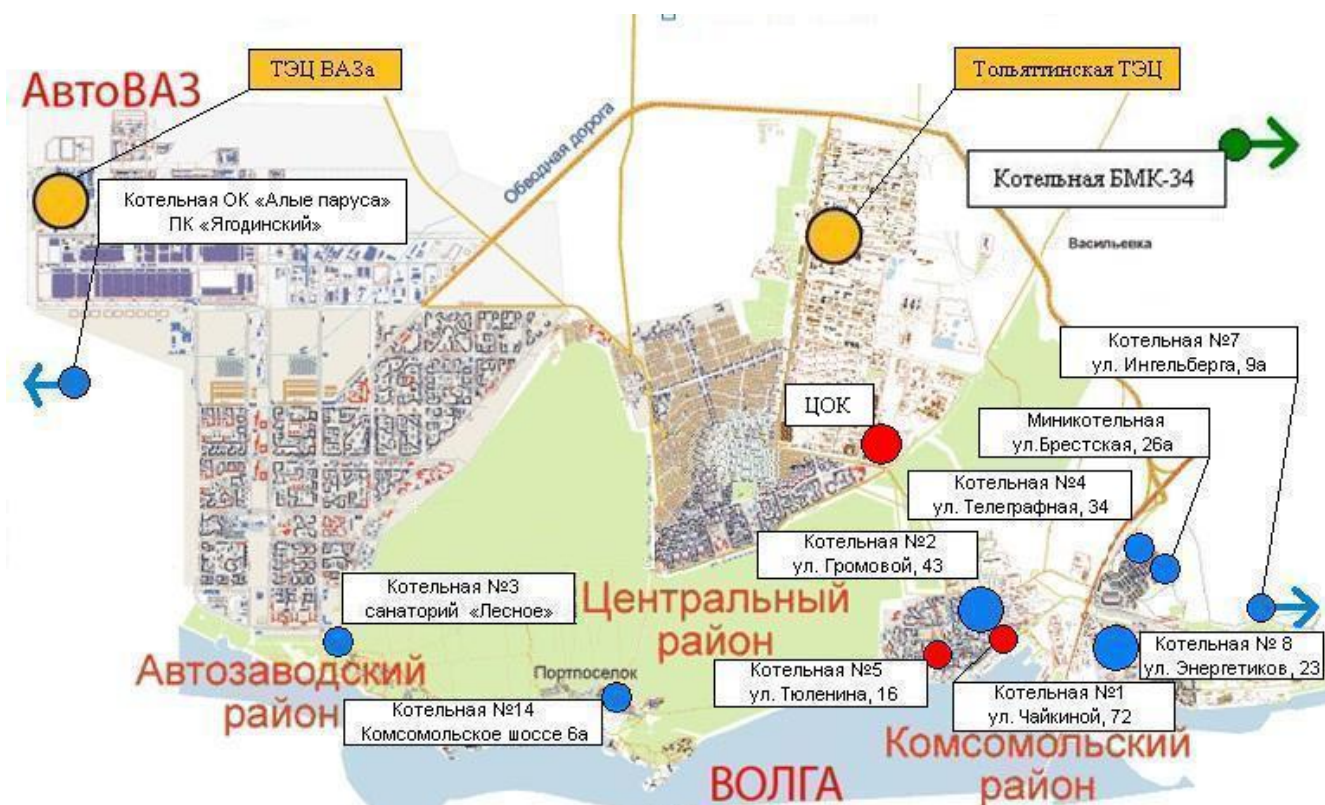 ТЭЦ ВАЗа
Тольяттинская ТЭЦ
АвтоВАЗ
Обводная дорога
Котельная БМК-34
Котельная ОК «Алые паруса»
ПК «Ягодинский»
Васильевка
Котельная №7
ул. Ингельберга, 9а
ЦОК
Миникотельная
ул.Брестская, 26а
Котельная №4
ул. Телеграфная, 34
Котельная №2
ул. Громовой, 43
Котельная №3
санаторий «Лесное»
Центральный
район
Котельная № 8
ул. Энергетиков, 23
Автозаводский
район
Портпоселок
Котельная №5
ул. Тюленина, 16
Котельная №1
ул. Чайкиной, 72
Котельная №14
Комсомольское шоссе 6а
Комсомольский
район
ВОЛГА